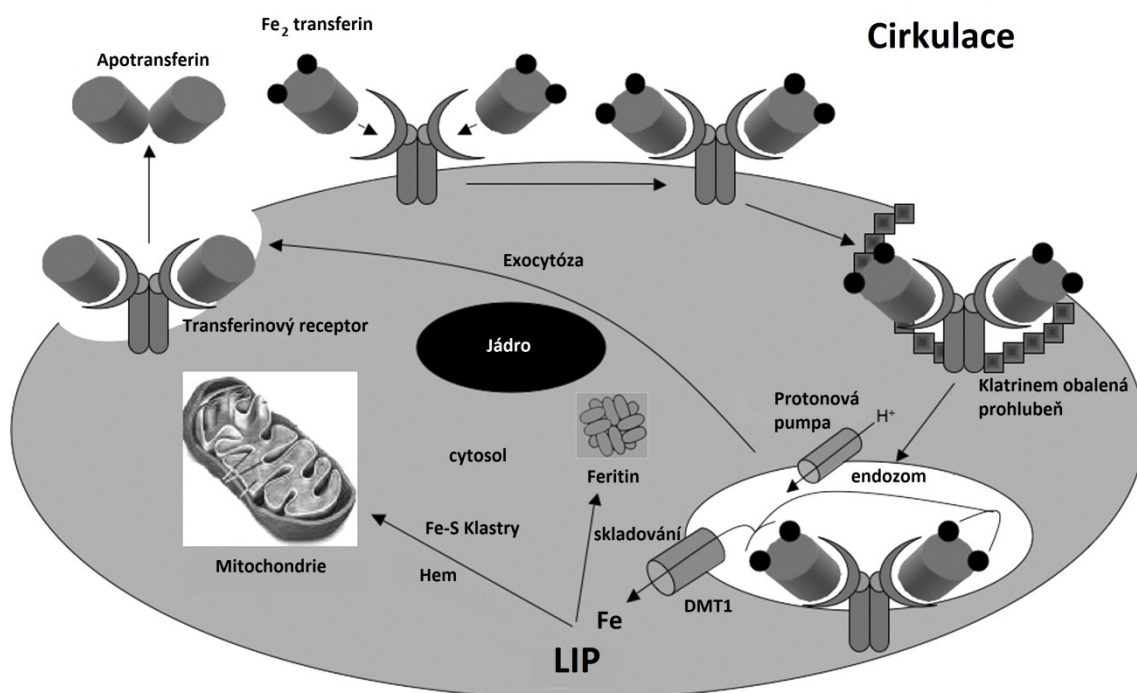 Fe2 transferin
Cirkulace
Apotransferin
Exocytóza
Transferinový receptor
Jádro
Klatrinem obalená
prohlubeň
Protonová
pumpa
H+
endozom
cytosol
Feritin
skladování
Fe-S Klastry
Mitochondrie
Hem
DMT1
Fe
LIP